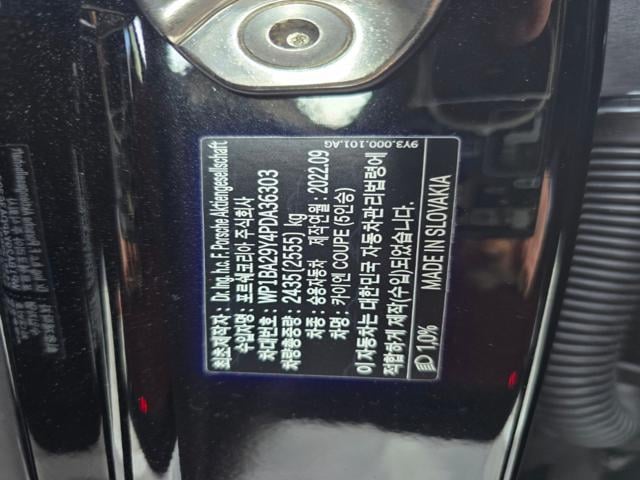 최초제작자: Dr. Ing. h.c. F. Porsche Aktiengesellschaft
수입자명: 포르쉐코리아 주식회사
차대번호: WP1BA29Y4PDA36303
차량총중량: 2435(2555) kg
차종: 승용자동차 제작연월: 2022.09
차명: 카이엔 COUPE (5인승)
이 자동차는 대한민국 자동차관리법령에
적합하게 제작(수입)되었습니다.
1,0% MADE IN SLOVAKIA
9Y3.000.101.AG